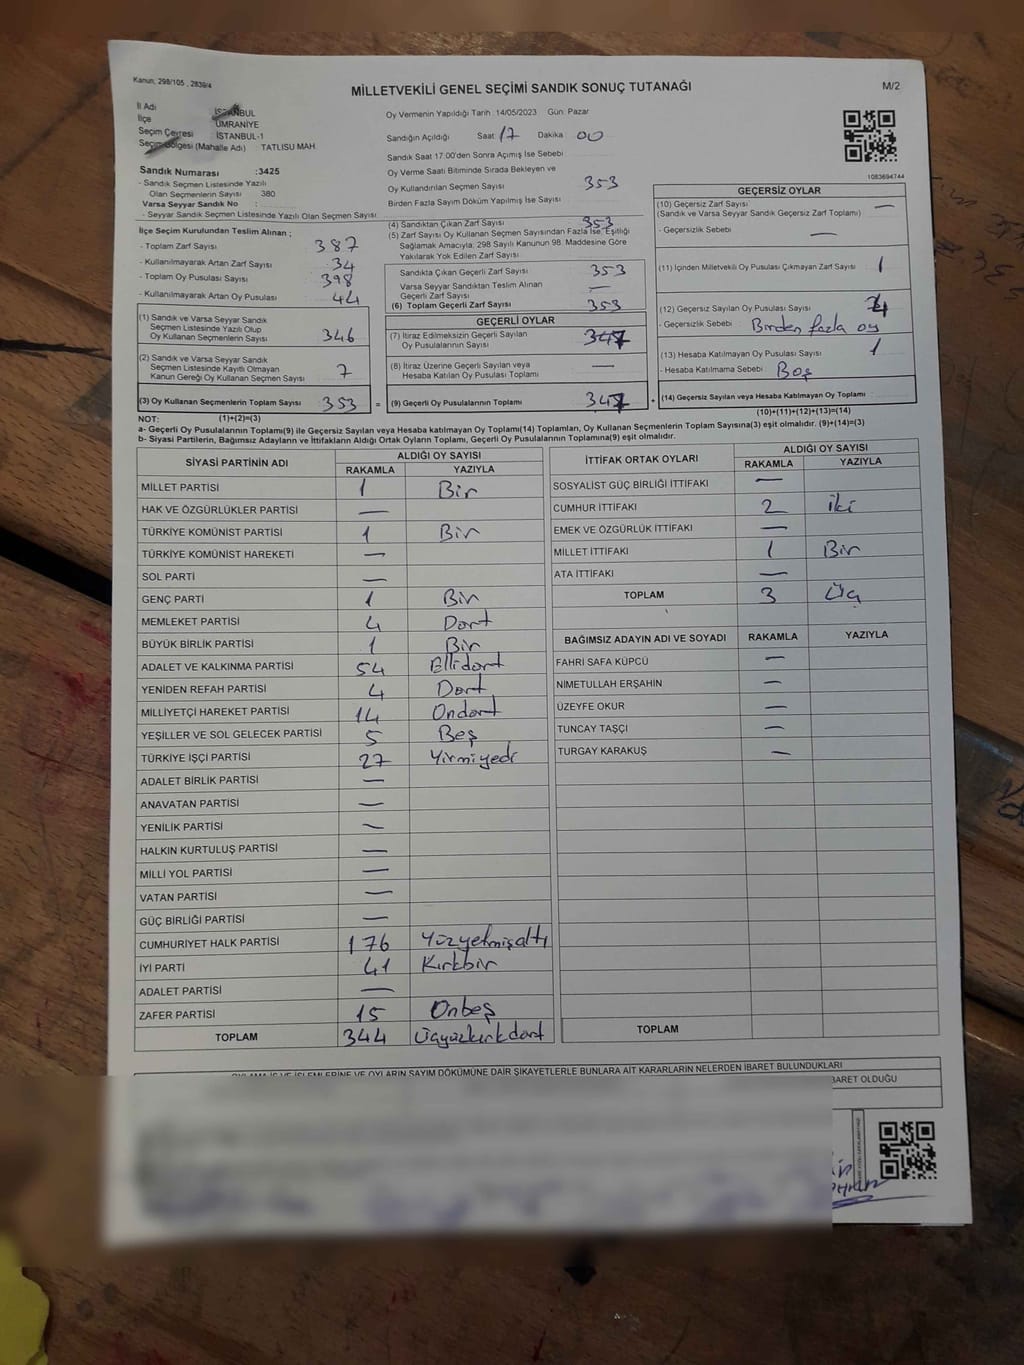 Kanun, 298/105 , 2839/4
MİLLETVEKİLİ GENEL SEÇİMİ SANDIK SONUÇ TUTANAĞI
M/2
İl Adı İSTANBUL
İlçe ÜMRANİYE
Seçim Çevresi İSTANBUL-1
Seçim Bölgesi (Mahalle Adı) : TATLISU MAH.
Sandık Numarası :3425
- Sandık Seçmen Listesinde Yazılı
Olan Seçmenlerin Sayısı 380
Varsa Seyyar Sandık No :
- Seyyar Sandık Seçmen Listesinde Yazılı Olan Seçmen Sayısı
Oy Vermenin Yapıldığı Tarih :14/05/2023 Gün: Pazar
Sandığın Açıldığı Saat 17 Dakika 00
Sandık Saat 17:00'den Sonra Açımış İse Sebebi
Oy Verme Saati Bitiminde Sırada Bekleyen ve
Oy Kullandırılan Seçmen Sayısı 353
Birden Fazla Sayım Döküm Yapılmış İse Sayısı
1083694744
İlçe Seçim Kurulundan Teslim Alınan ;
- Toplam Zarf Sayısı 387
- Kullanılmayarak Artan Zarf Sayısı 34
- Toplam Oy Pusulası Sayısı 398
- Kullanılmayarak Artan Oy Pusulası 44
(1) Sandık ve Varsa Seyyar Sandık
Seçmen Listesinde Yazılı Olup
Oy Kullanan Seçmenlerin Sayısı 346
(2) Sandık ve Varsa Seyyar Sandık
Seçmen Listesinde Kayıtlı Olmayan
Kanun Gereği Oy Kullanan Seçmen Sayısı 7
(3) Oy Kullanan Seçmenlerin Toplam Sayısı 353 =
(4) Sandıktan Çıkan Zarf Sayısı 353
(5) Zarf Sayısı Oy Kullanan Seçmen Sayısından Fazla İse, Eşitliği
Sağlamak Amacıyla, 298 Sayılı Kanunun 98. Maddesine Göre
Yakılarak Yok Edilen Zarf Sayısı
Sandıkta Çıkan Geçerli Zarf Sayısı 353
Varsa Seyyar Sandıktan Teslim Alınan
Geçerli Zarf Sayısı —
(6) Toplam Geçerli Zarf Sayısı 353
GEÇERLİ OYLAR
(7) İtiraz Edilmeksizin Geçerli Sayılan
Oy Pusulalarının Sayısı 347
(8) İtiraz Üzerine Geçerli Sayılan veya
Hesaba Katılan Oy Pusulası Toplamı —
(9) Geçerli Oy Pusulalarının Toplamı 347 +
GEÇERSİZ OYLAR
(10) Geçersiz Zarf Sayısı —
(Sandık ve Varsa Seyyar Sandık Geçersiz Zarf Toplamı)
- Geçersizlik Sebebi —
(11) İçinden Milletvekili Oy Pusulası Çıkmayan Zarf Sayısı 1
(12) Geçersiz Sayılan Oy Pusulası Sayısı 4
- Geçersizlik Sebebi : Birden fazla oy
(13) Hesaba Katılmayan Oy Pusulası Sayısı 1
- Hesaba Katılmama Sebebi : Boş
(14) Geçersiz Sayılan veya Hesaba Katılmayan Oy Toplamı :
(10)+(11)+(12)+(13)=(14)
NOT: (1)+(2)=(3)
a- Geçerli Oy Pusulalarının Toplamı(9) ile Geçersiz Sayılan veya Hesaba katılmayan Oy Toplamı(14) Toplamları, Oy Kullanan Seçmenlerin Toplam Sayısına(3) eşit olmalıdır. (9)+(14)=(3)
b- Siyasi Partilerin, Bağımsız Adayların ve İttifakların Aldığı Ortak Oyların Toplamı, Geçerli Oy Pusulalarının Toplamına(9) eşit olmalıdır.
SİYASİ PARTİNİN ADI ALDIĞI OY SAYISI
RAKAMLA YAZIYLA
MİLLET PARTİSİ 1 Bir
HAK VE ÖZGÜRLÜKLER PARTİSİ —
TÜRKİYE KOMÜNİST PARTİSİ 1 Bir
TÜRKİYE KOMÜNİST HAREKETİ —
SOL PARTİ —
GENÇ PARTİ 1 Bir
MEMLEKET PARTİSİ 4 Dört
BÜYÜK BİRLİK PARTİSİ 1 Bir
ADALET VE KALKINMA PARTİSİ 54 Ellidört
YENİDEN REFAH PARTİSİ 4 Dört
MİLLİYETÇİ HAREKET PARTİSİ 14 Ondört
YEŞİLLER VE SOL GELECEK PARTİSİ 5 Beş
TÜRKİYE İŞÇİ PARTİSİ 27 Yirmiyedi
ADALET BİRLİK PARTİSİ —
ANAVATAN PARTİSİ —
YENİLİK PARTİSİ —
HALKIN KURTULUŞ PARTİSİ —
MİLLİ YOL PARTİSİ —
VATAN PARTİSİ —
GÜÇ BİRLİĞİ PARTİSİ —
CUMHURİYET HALK PARTİSİ 176 Yüzyetmişaltı
İYİ PARTİ 41 Kırkbir
ADALET PARTİSİ —
ZAFER PARTİSİ 15 Onbeş
TOPLAM 344 Üçyüzkırkdört
İTTİFAK ORTAK OYLARI ALDIĞI OY SAYISI
RAKAMLA YAZIYLA
SOSYALİST GÜÇ BİRLİĞİ İTTİFAKI —
CUMHUR İTTİFAKI 2 iki
EMEK VE ÖZGÜRLÜK İTTİFAKI —
MİLLET İTTİFAKI 1 Bir
ATA İTTİFAKI —
TOPLAM 3 Üç
BAĞIMSIZ ADAYIN ADI VE SOYADI RAKAMLA YAZIYLA
FAHRİ SAFA KÜPCÜ —
NİMETULLAH ERŞAHİN —
ÜZEYFE OKUR —
TUNCAY TAŞÇI —
TURGAY KARAKUŞ —
TOPLAM
OYLAMA İŞ VE İŞLEMLERİNE VE OYLARIN SAYIM DÖKÜMÜNE DAİR ŞİKAYETLERLE BUNLARA AİT KARARLARIN NELERDEN İBARET BULUNDUKLARI
BARET OLDUĞU